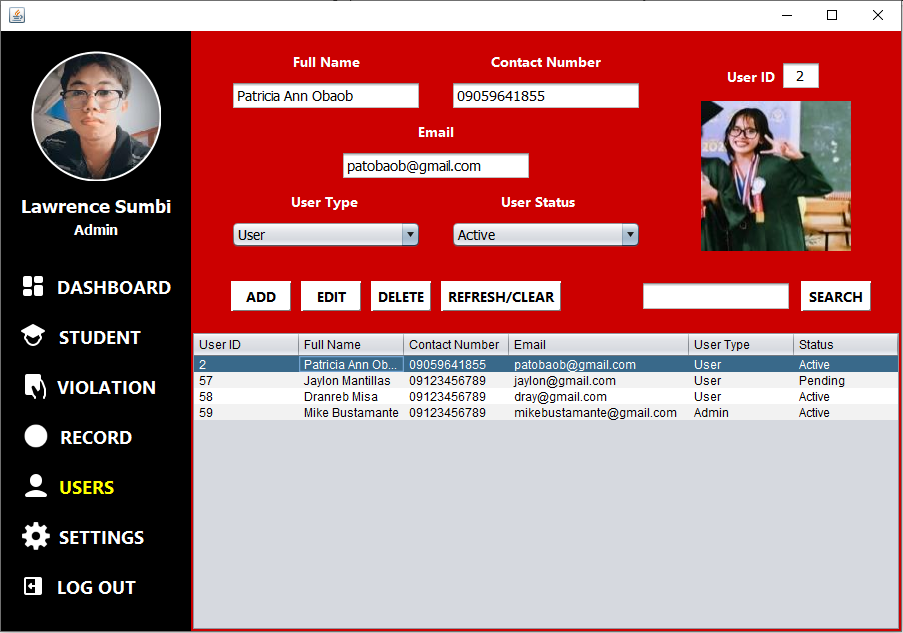 Lawrence Sumbi
Admin
DASHBOARD
STUDENT
VIOLATION
RECORD
USERS
SETTINGS
LOG OUT
Full Name
Contact Number
User ID 2
Patricia Ann Obaob
09059641855
Email
patobaob@gmail.com
User Type
User Status
User
Active
ADD EDIT DELETE REFRESH/CLEAR SEARCH
User ID Full Name Contact Number Email User Type Status
2 Patricia Ann Ob... 09059641855 patobaob@gmail.com User Active
57 Jaylon Mantillas 09123456789 jaylon@gmail.com User Pending
58 Dranreb Misa 09123456789 dray@gmail.com User Active
59 Mike Bustamante 09123456789 mikebustamante@gmail.com Admin Active